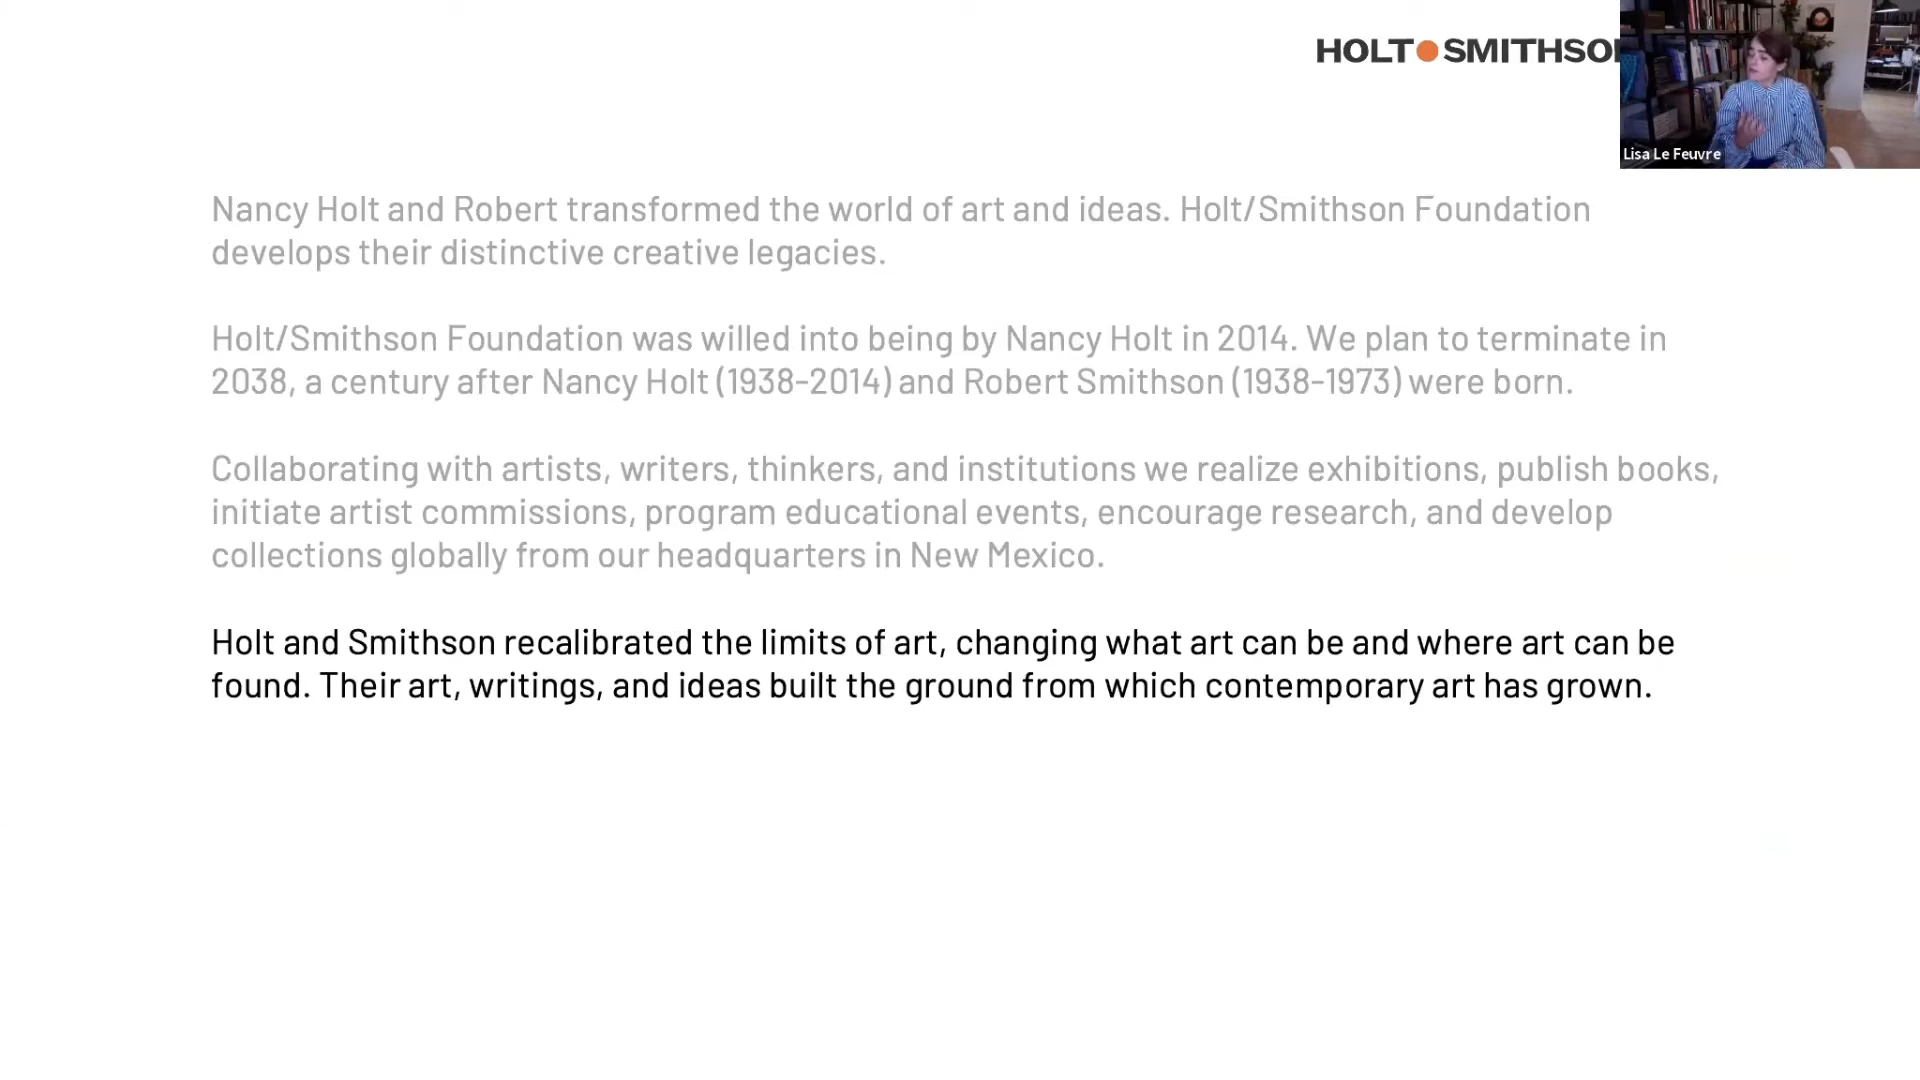 HOLT SMITHSO
Lisa Le Feuvre
Nancy Holt and Robert transformed the world of art and ideas. Holt/Smithson Foundation
develops their distinctive creative legacies.
Holt/Smithson Foundation was willed into being by Nancy Holt in 2014. We plan to terminate in
2038, a century after Nancy Holt (1938-2014) and Robert Smithson (1938-1973) were born.
Collaborating with artists, writers, thinkers, and institutions we realize exhibitions, publish books,
initiate artist commissions, program educational events, encourage research, and develop
collections globally from our headquarters in New Mexico.
Holt and Smithson recalibrated the limits of art, changing what art can be and where art can be
found. Their art, writings, and ideas built the ground from which contemporary art has grown.